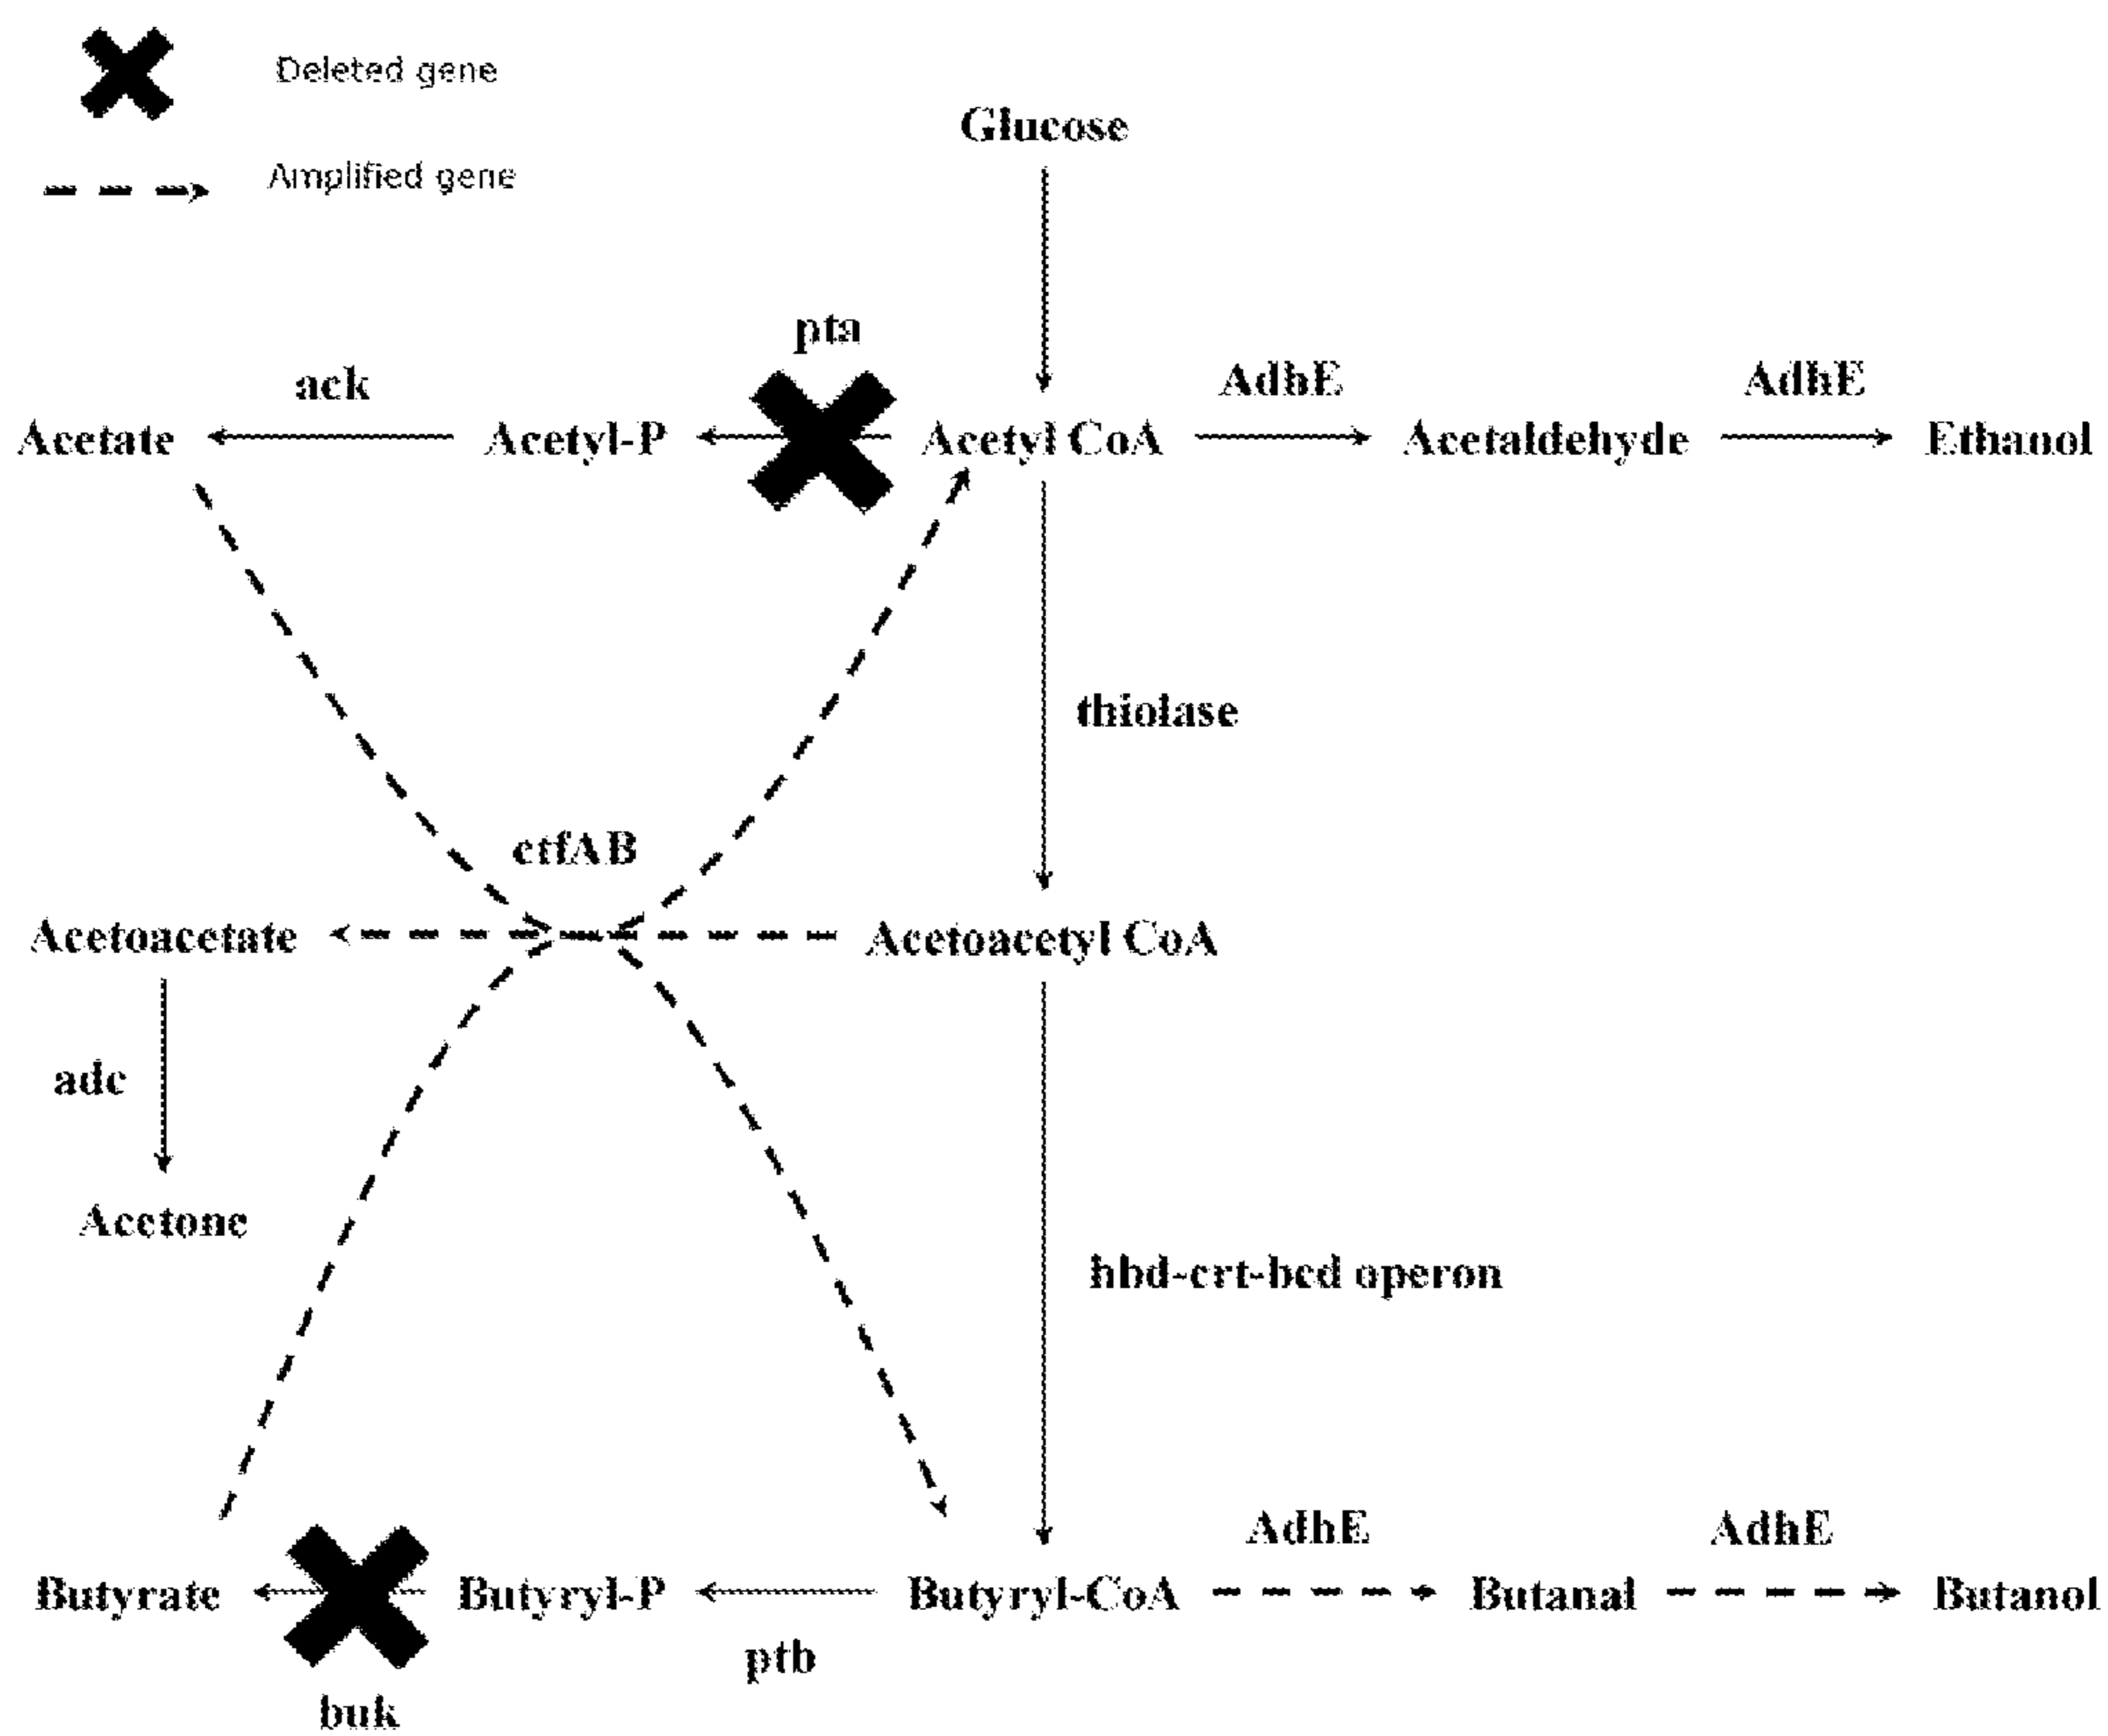 Deleted gene
Glucose
Amplified gene
pta
ack
AdhE
AdhE
Acetate
Acetyl-P
Acetyl CoA
Acetaldehyde
Ethanol
thiolase
ctfAB
Acetoacetate
Acetoacetyl CoA
adc
Acetone
hbd-crt-bcd operon
AdhE
AdhE
Butyrate
Butyryl-P
Butyryl-CoA
Butanal
Butanol
ptb
buk